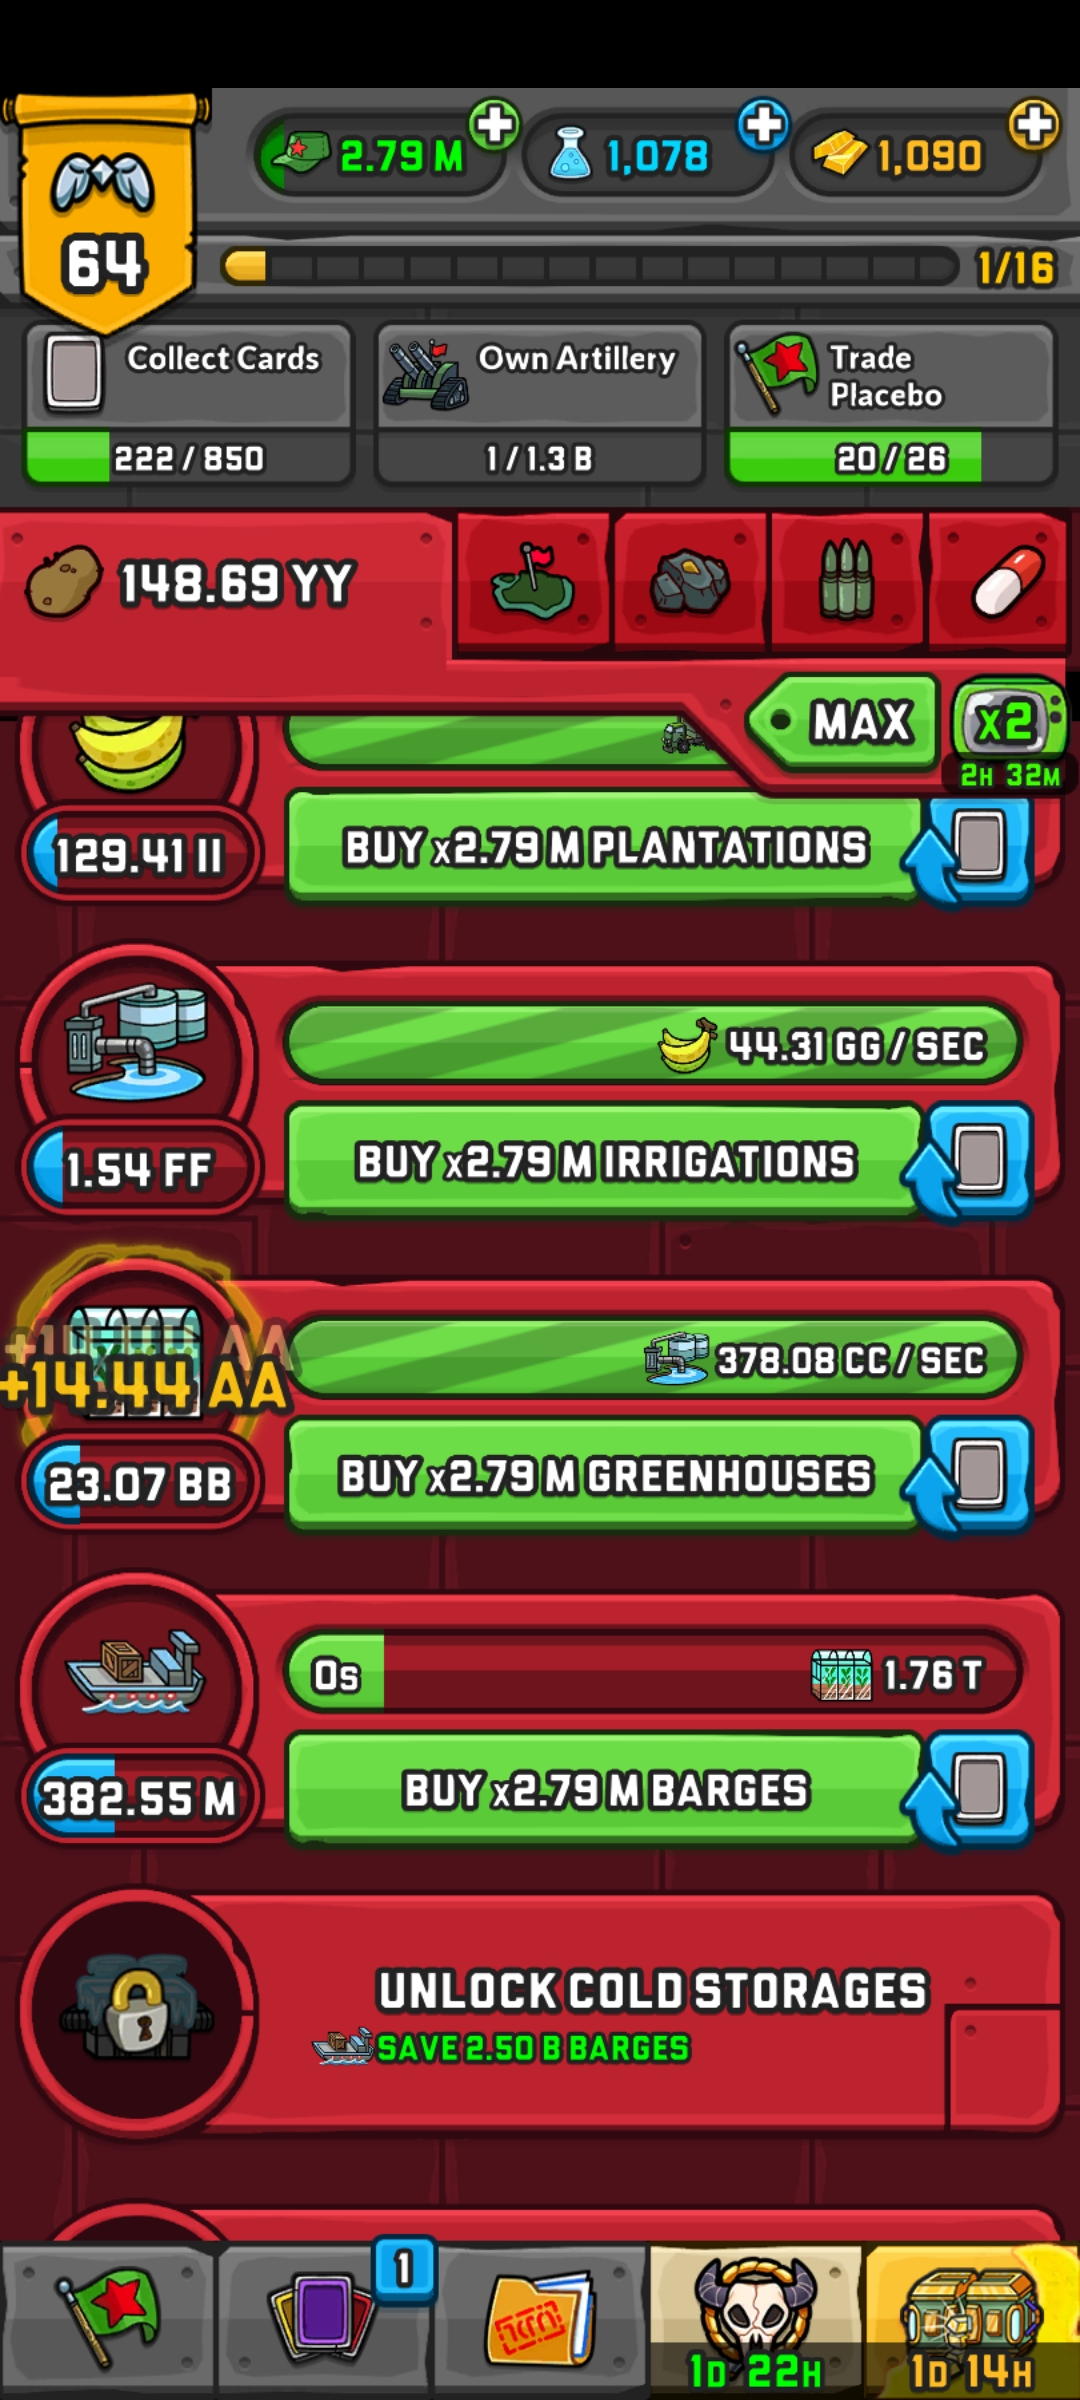 2.79 M
1,078
1,090
64
1/16
Collect Cards
222 / 850
Own Artillery
1 / 1.3 B
Trade
Placebo
20 / 26
148.69 YY
MAX
x2
2H 32M
129.41 II
BUY x2.79 M PLANTATIONS
44.31 GG / SEC
1.54 FF
BUY x2.79 M IRRIGATIONS
+14.44 AA
378.08 CC / SEC
23.07 BB
BUY x2.79 M GREENHOUSES
0s
1.76 T
382.55 M
BUY x2.79 M BARGES
UNLOCK COLD STORAGES
SAVE 2.50 B BARGES
1
1D 22H
1D 14H